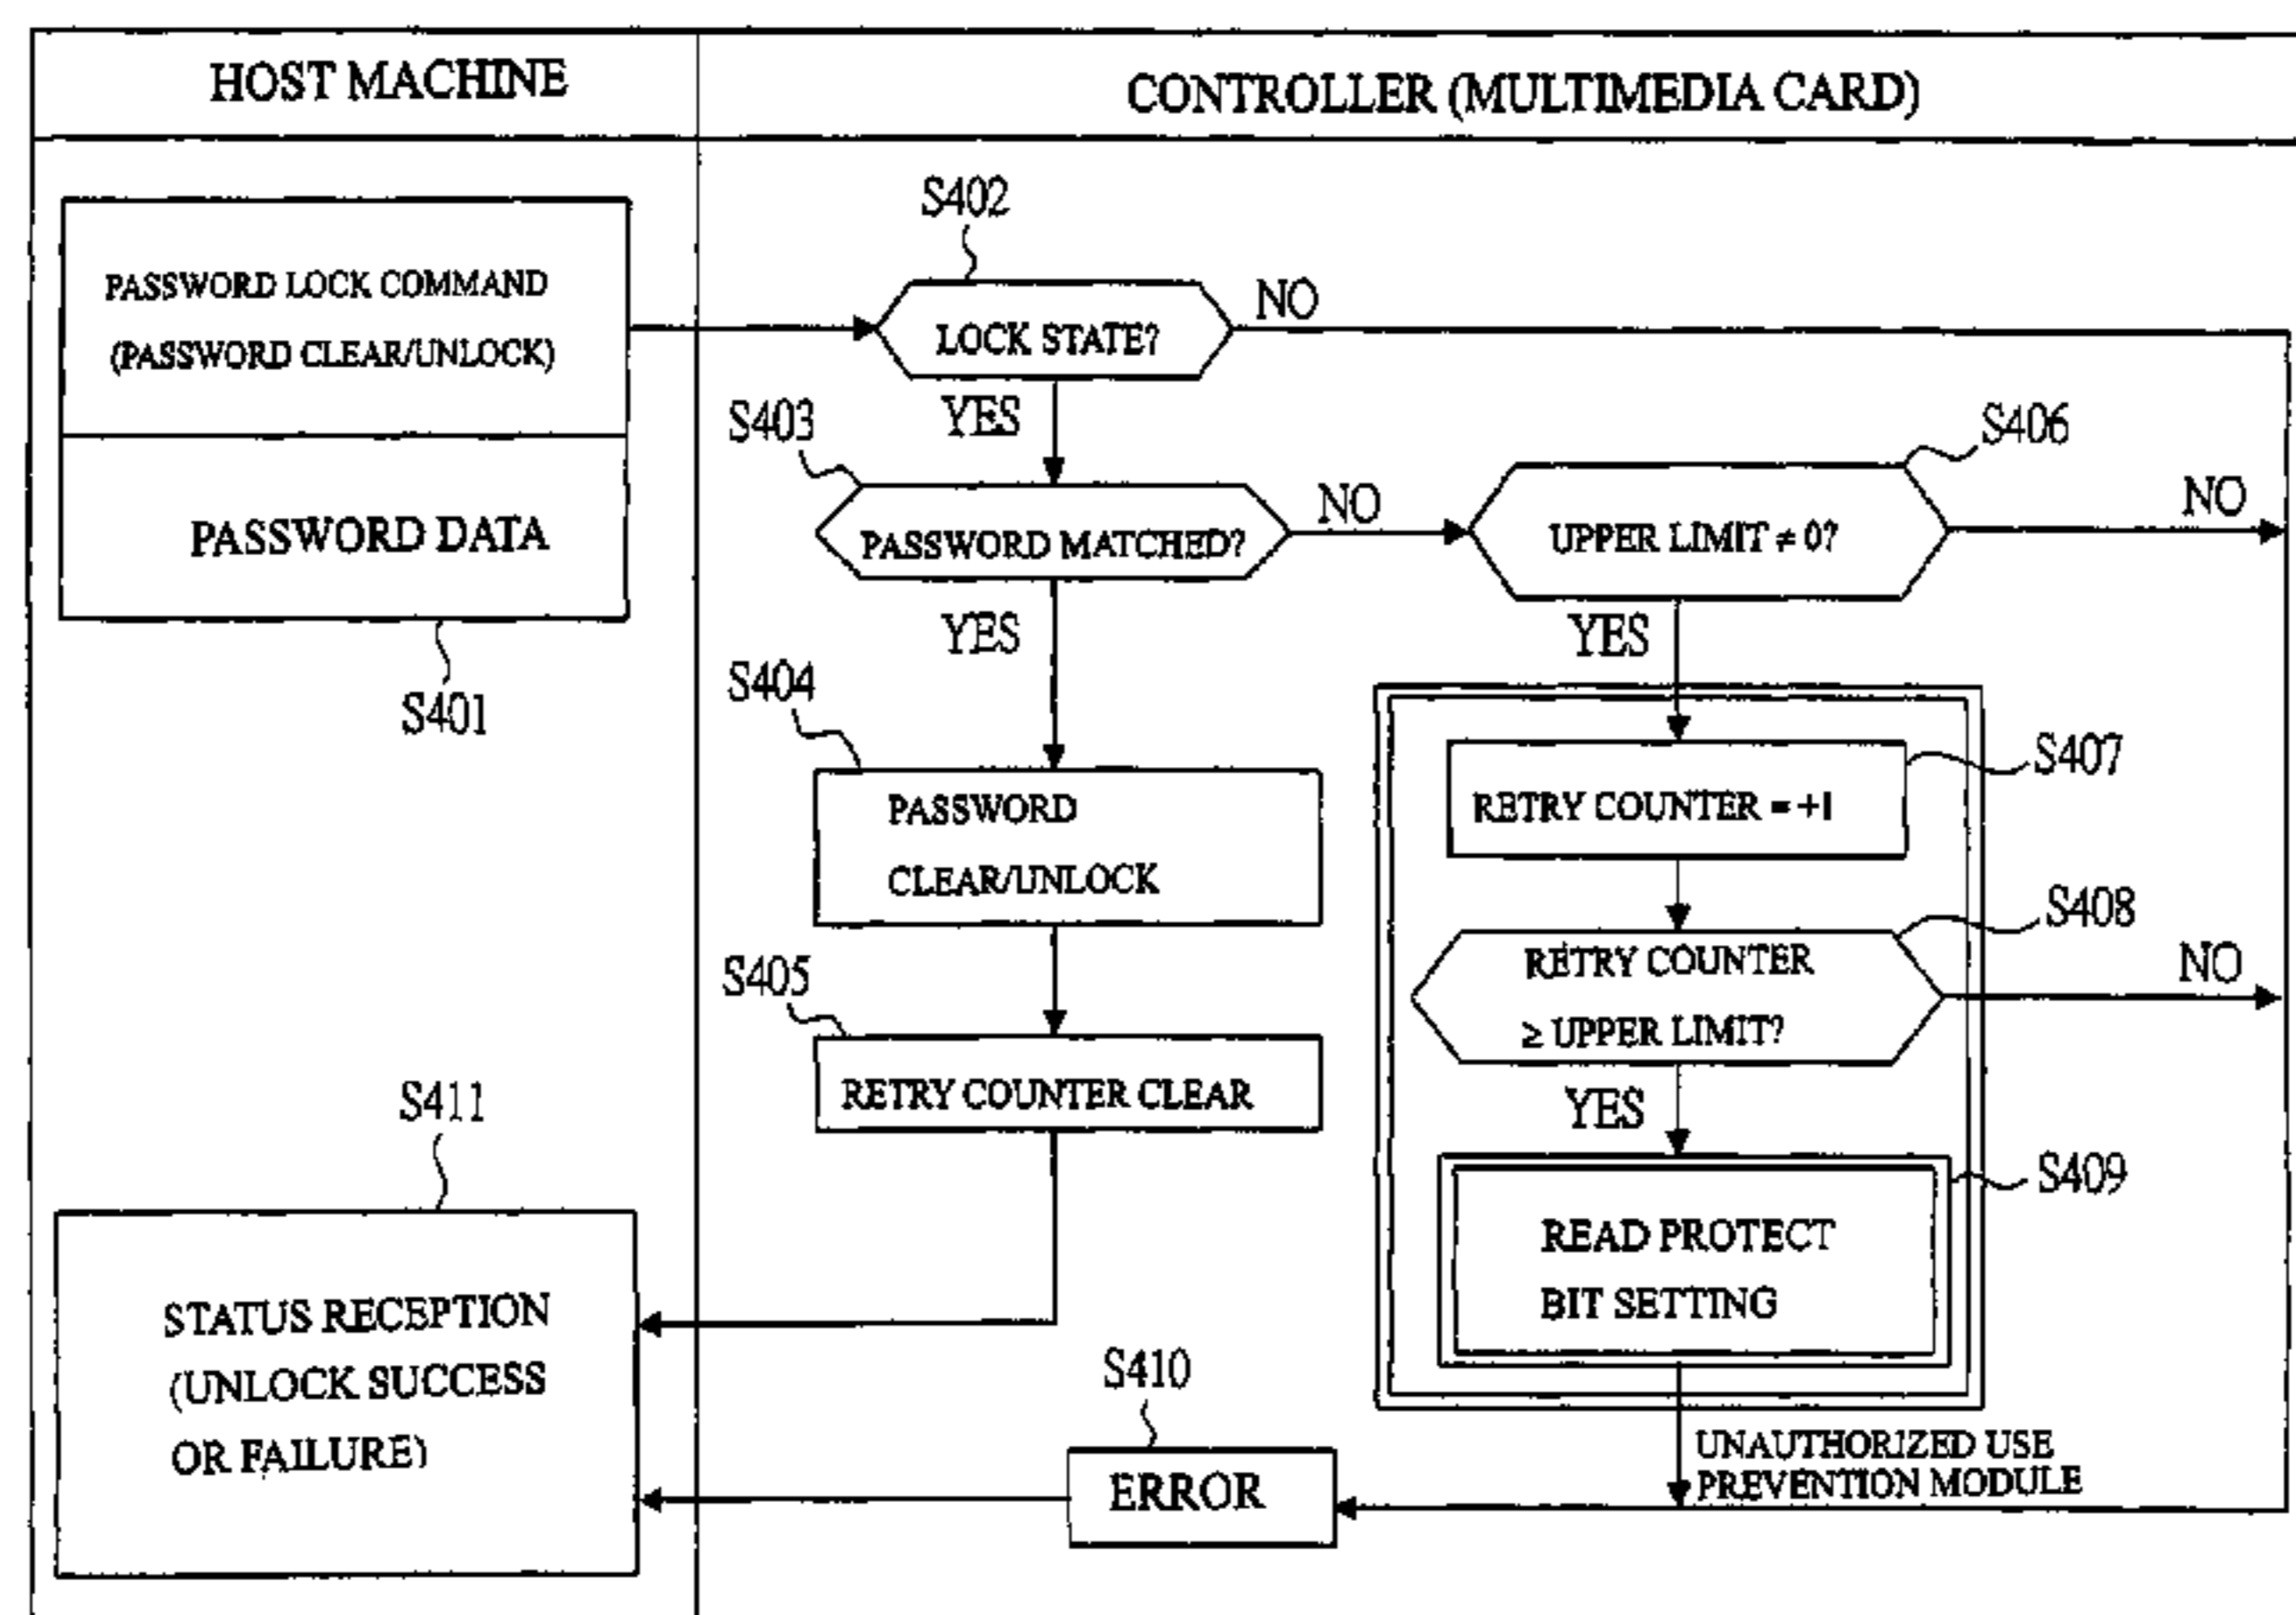 HOST MACHINE
CONTROLLER (MULTIMEDIA CARD)
S402
PASSWORD LOCK COMMAND
(PASSWORD CLEAR/UNLOCK)
LOCK STATE?
NO
YES
S403
S406
PASSWORD DATA
PASSWORD MATCHED?
NO
UPPER LIMIT ≠ 0?
NO
YES
YES
S401
S404
S407
PASSWORD
CLEAR/UNLOCK
RETRY COUNTER = +1
S408
S405
RETRY COUNTER
≥ UPPER LIMIT?
NO
RETRY COUNTER CLEAR
YES
S411
S409
READ PROTECT
BIT SETTING
STATUS RECEPTION
(UNLOCK SUCCESS
OR FAILURE)
S410
ERROR
UNAUTHORIZED USE
PREVENTION MODULE